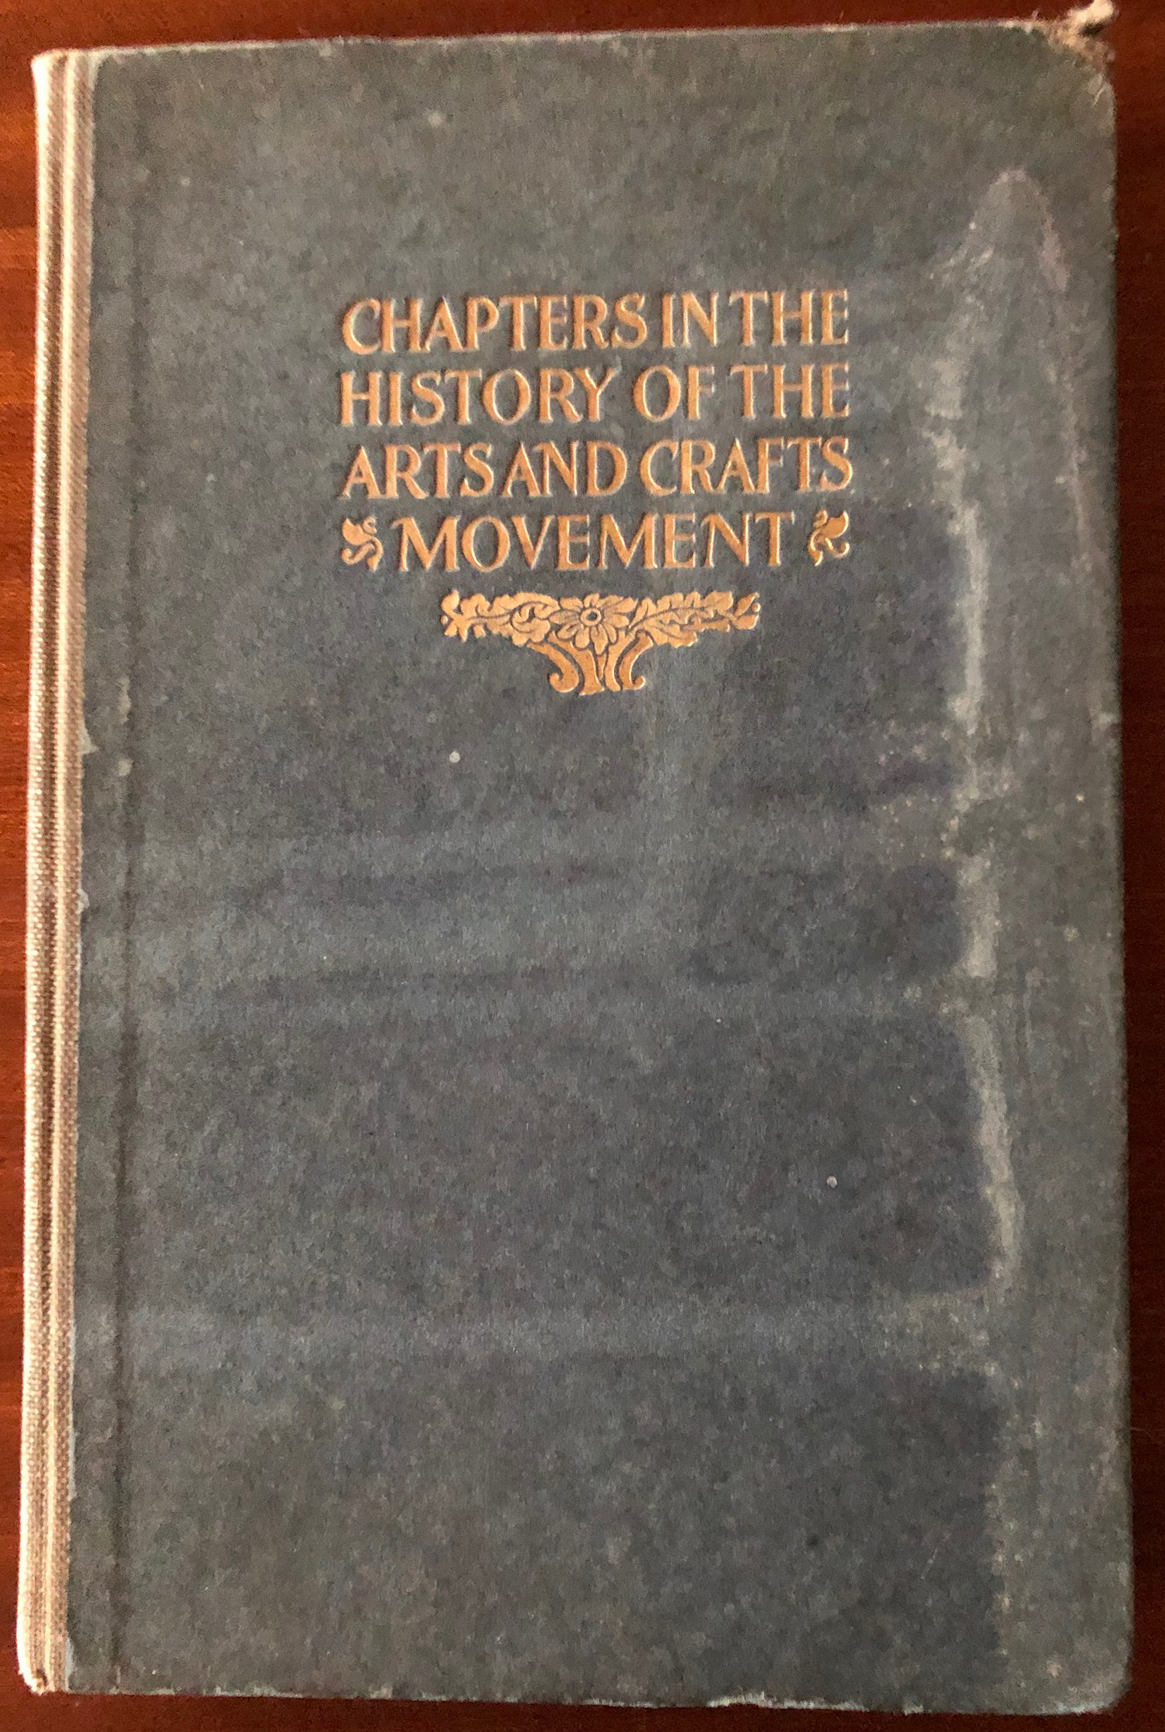 CHAPTERS IN THE
HISTORY OF THE
ARTS AND CRAFTS
MOVEMENT